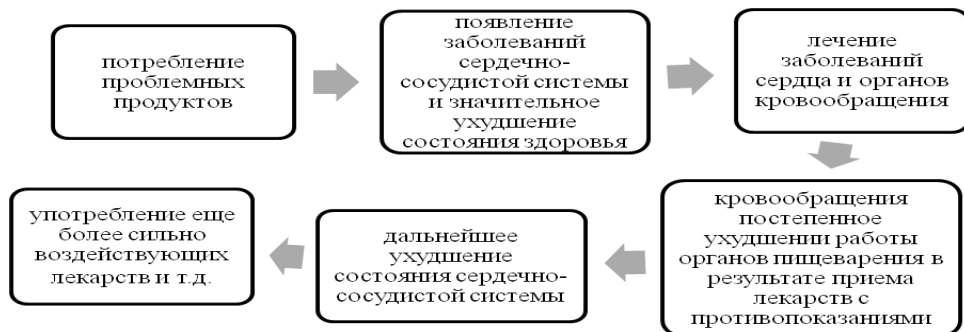 потребление
проблемных
продуктов
появление
заболеваний
сердечно-
сосудистой системы
и значительное
ухудшение
состояния здоровья
лечение
заболеваний
сердца и органов
кровообращения
кровообращения
постепенное
ухудшении работы
органов пищеварения в
результате приема
лекарств с
противопоказаниями
дальнейшее
ухудшение
состояния сердечно-
сосудистой системы
употребление еще
более сильно
воздействующих
лекарств и т.д.